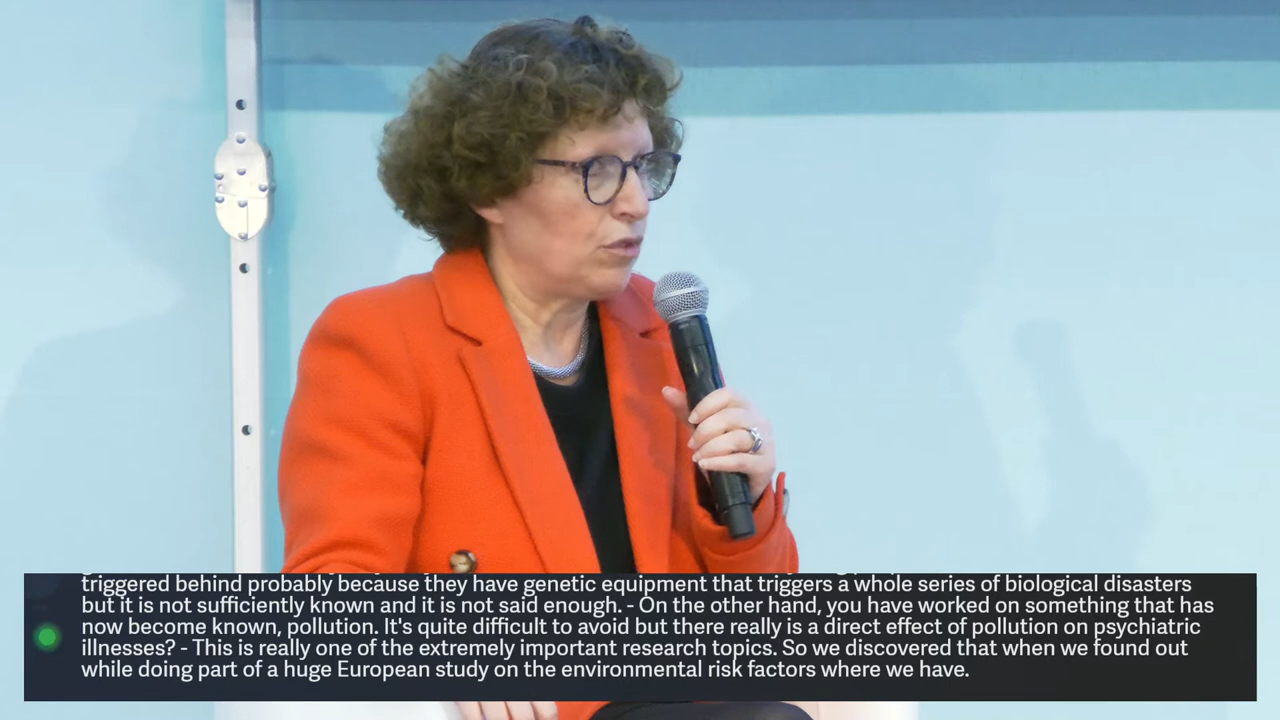 triggered behind probably because they have genetic equipment that triggers a whole series of biological disasters
but it is not sufficiently known and it is not said enough. - On the other hand, you have worked on something that has
now become known, pollution. It's quite difficult to avoid but there really is a direct effect of pollution on psychiatric
illnesses? - This is really one of the extremely important research topics. So we discovered that when we found out
while doing part of a huge European study on the environmental risk factors where we have.